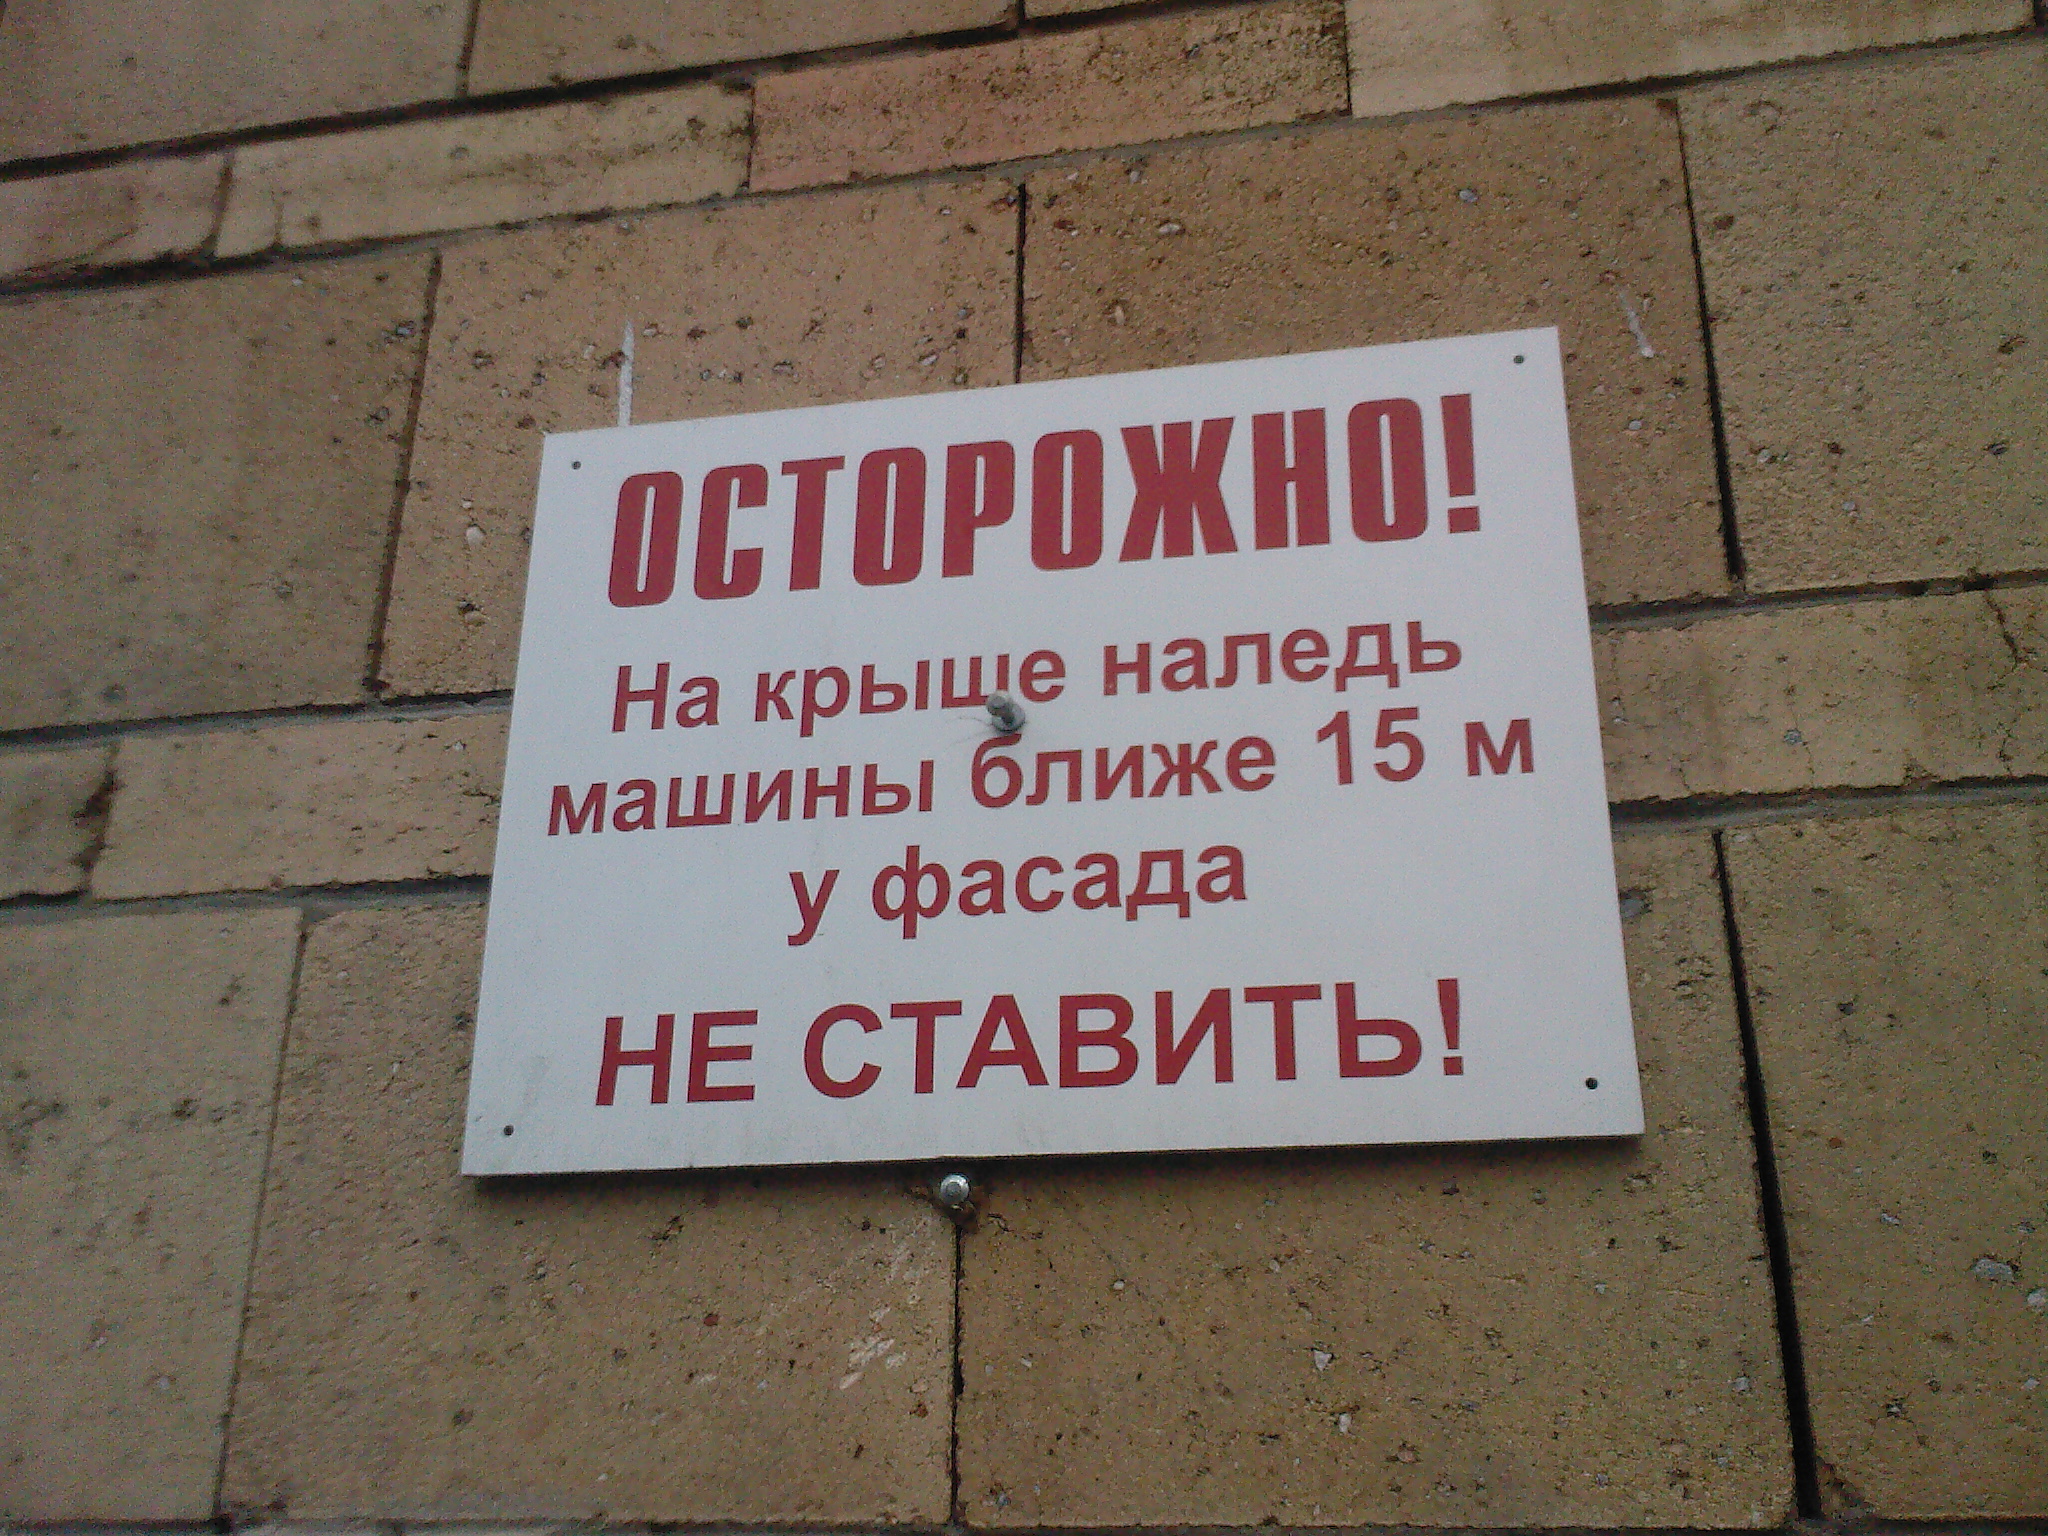 ОСТОРОЖНО!
На крыше наледь
машины ближе 15 м
у фасада
НЕ СТАВИТЬ!